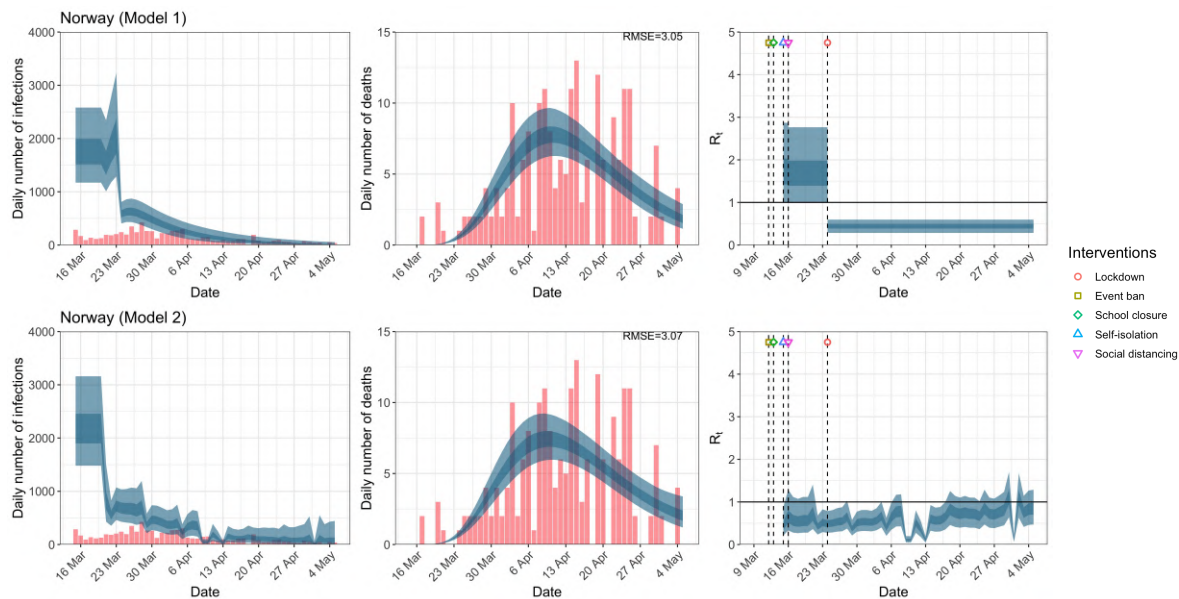 Norway (Model 1)
Daily number of infections
4000
3000
2000
1000
0
16 Mar
23 Mar
30 Mar
6 Apr
13 Apr
20 Apr
27 Apr
4 May
Date
Daily number of deaths
15
10
5
0
RMSE=3.05
16 Mar
23 Mar
30 Mar
6 Apr
13 Apr
20 Apr
27 Apr
4 May
Date
Rt
5
4
3
2
1
0
9 Mar
16 Mar
23 Mar
30 Mar
6 Apr
13 Apr
20 Apr
27 Apr
4 May
Date
Norway (Model 2)
Daily number of infections
4000
3000
2000
1000
0
16 Mar
23 Mar
30 Mar
6 Apr
13 Apr
20 Apr
27 Apr
4 May
Date
Daily number of deaths
15
10
5
0
RMSE=3.07
16 Mar
23 Mar
30 Mar
6 Apr
13 Apr
20 Apr
27 Apr
4 May
Date
Rt
5
4
3
2
1
0
9 Mar
16 Mar
23 Mar
30 Mar
6 Apr
13 Apr
20 Apr
27 Apr
4 May
Date
Interventions
Lockdown
Event ban
School closure
Self-isolation
Social distancing